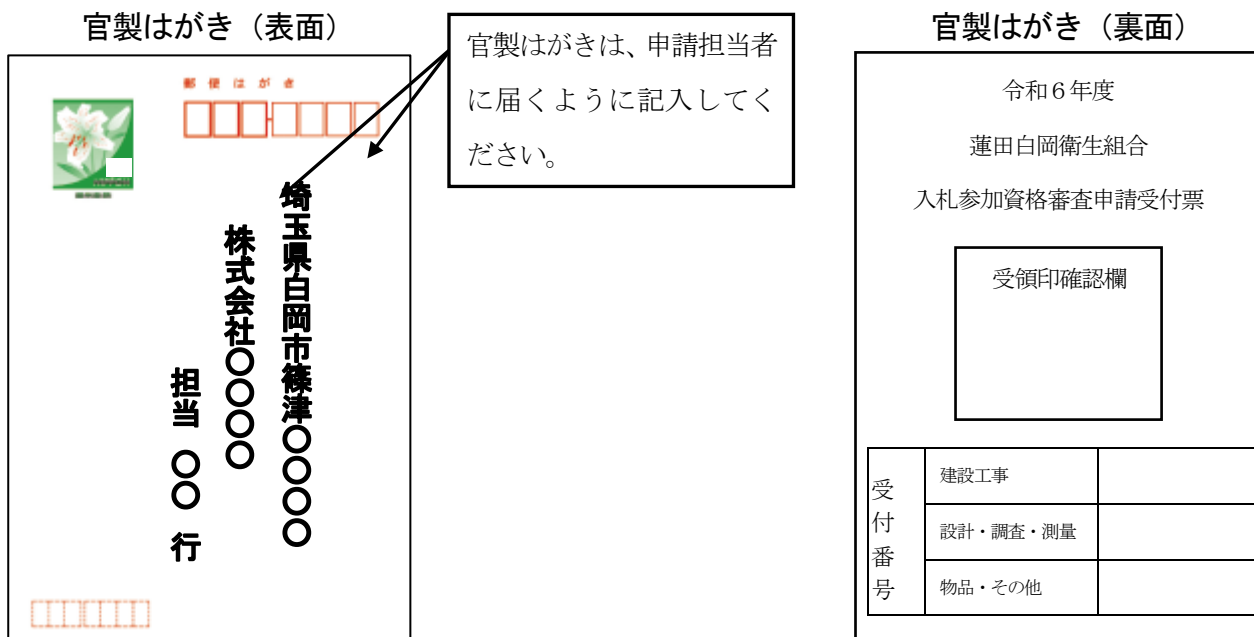 官製はがき（表面）
郵便はがき
埼玉県白岡市篠津〇〇〇〇
株式会社〇〇〇〇
担当 〇〇 行
官製はがきは、申請担当者
に届くように記入してく
ださい。
官製はがき（裏面）
令和６年度
蓮田白岡衛生組合
入札参加資格審査申請受付票
受領印確認欄
受付番号
建設工事
設計・調査・測量
物品・その他